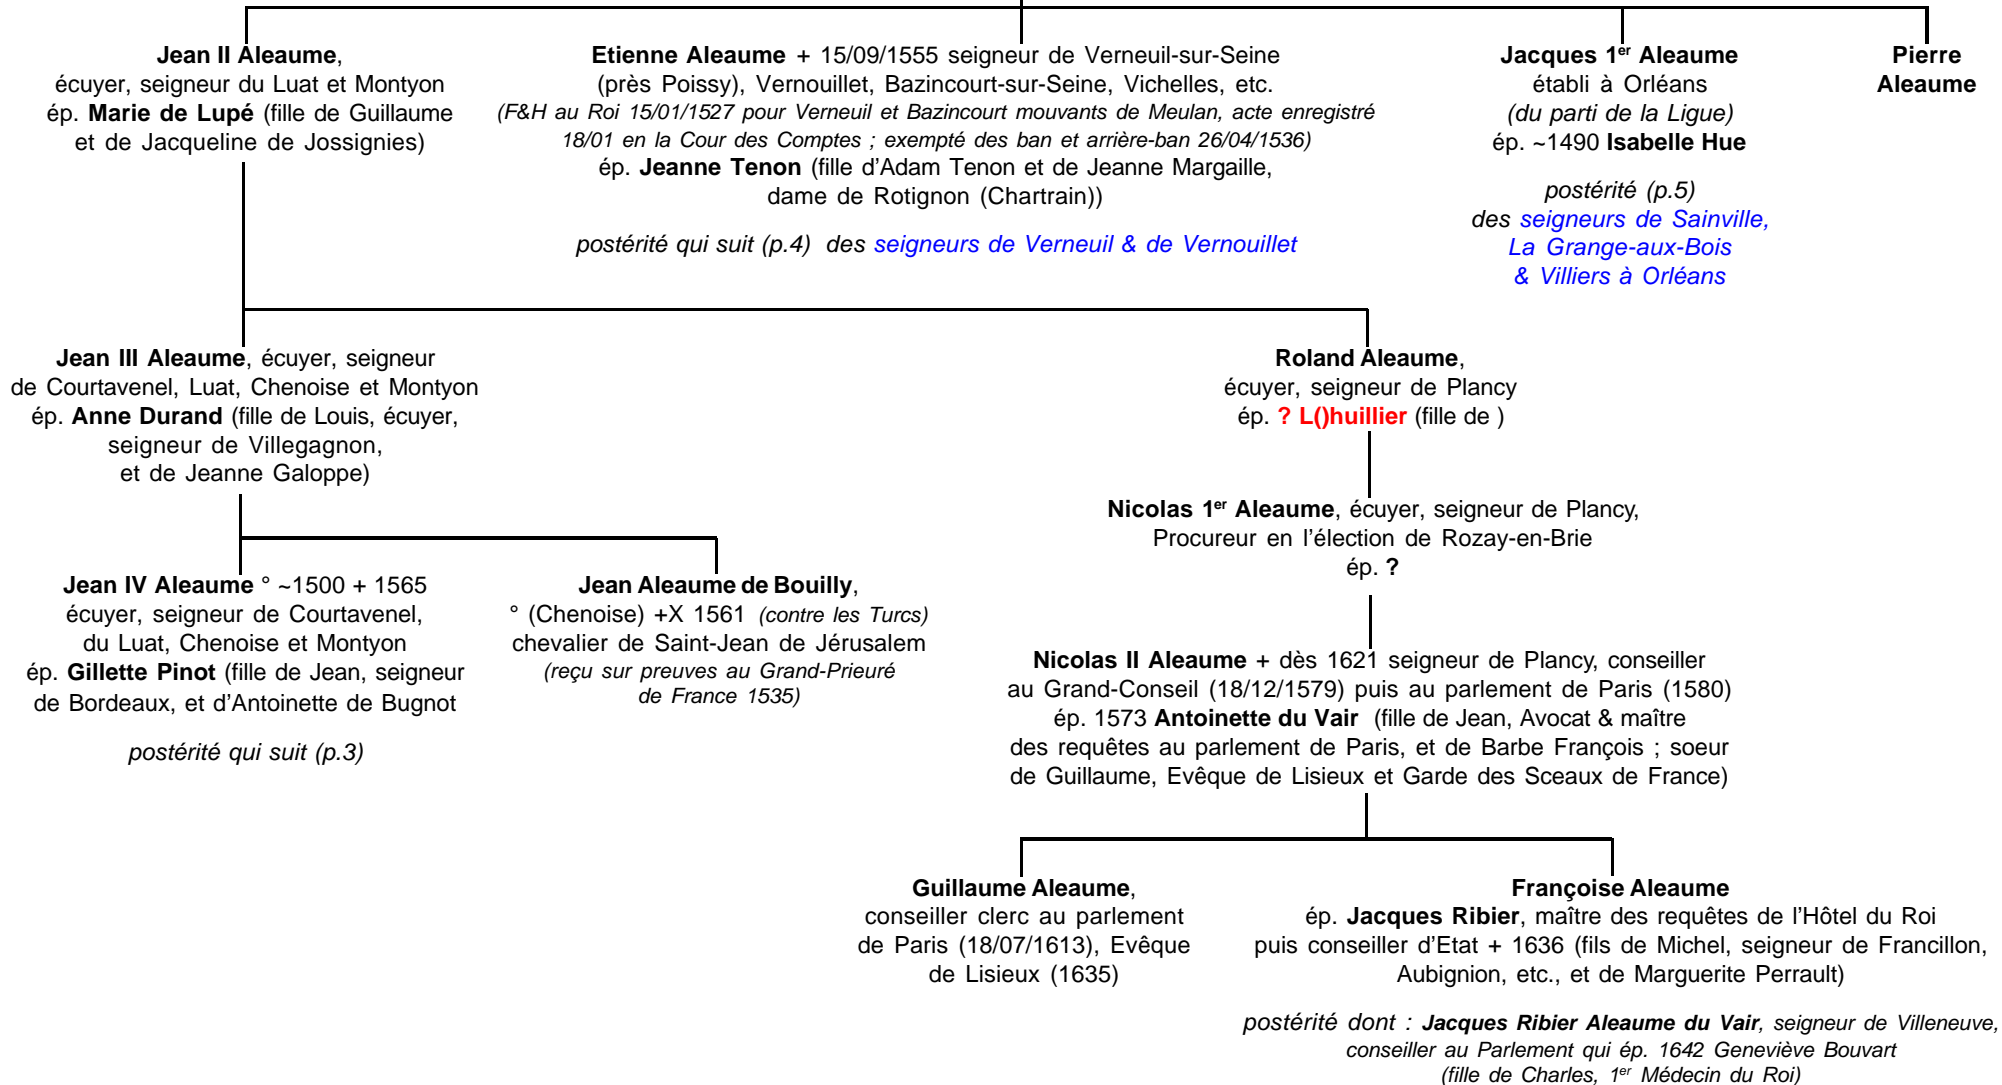 Jean II Aleaume,
écuyer, seigneur du Luat et Montyon
ép. Marie de Lupé (fille de Guillaume
et de Jacqueline de Jossignies)
Etienne Aleaume + 15/09/1555 seigneur de Verneuil-sur-Seine
(près Poissy), Vernouillet, Bazincourt-sur-Seine, Vichelles, etc.
(F&H au Roi 15/01/1527 pour Verneuil et Bazincourt mouvants de Meulan, acte enregistré
18/01 en la Cour des Comptes ; exempté des ban et arrière-ban 26/04/1536)
ép. Jeanne Tenon (fille d'Adam Tenon et de Jeanne Margaille,
dame de Rotignon (Chartrain))
postérité qui suit (p.4) des seigneurs de Verneuil & de Vernouillet
Jacques 1er Aleaume
établi à Orléans
(du parti de la Ligue)
ép. ~1490 Isabelle Hue
postérité (p.5)
des seigneurs de Sainville,
La Grange-aux-Bois
& Villiers à Orléans
Pierre
Aleaume
Jean III Aleaume, écuyer, seigneur
de Courtavenel, Luat, Chenoise et Montyon
ép. Anne Durand (fille de Louis, écuyer,
seigneur de Villegagnon,
et de Jeanne Galoppe)
Roland Aleaume,
écuyer, seigneur de Plancy
ép. ? L()huillier (fille de )
Nicolas 1er Aleaume, écuyer, seigneur de Plancy,
Procureur en l'élection de Rozay-en-Brie
ép. ?
Jean IV Aleaume ° ~1500 + 1565
écuyer, seigneur de Courtavenel,
du Luat, Chenoise et Montyon
ép. Gillette Pinot (fille de Jean, seigneur
de Bordeaux, et d'Antoinette de Bugnot
postérité qui suit (p.3)
Jean Aleaume de Bouilly,
° (Chenoise) +X 1561 (contre les Turcs)
chevalier de Saint-Jean de Jérusalem
(reçu sur preuves au Grand-Prieuré
de France 1535)
Nicolas II Aleaume + dès 1621 seigneur de Plancy, conseiller
au Grand-Conseil (18/12/1579) puis au parlement de Paris (1580)
ép. 1573 Antoinette du Vair (fille de Jean, Avocat & maître
des requêtes au parlement de Paris, et de Barbe François ; soeur
de Guillaume, Evêque de Lisieux et Garde des Sceaux de France)
Guillaume Aleaume,
conseiller clerc au parlement
de Paris (18/07/1613), Evêque
de Lisieux (1635)
Françoise Aleaume
ép. Jacques Ribier, maître des requêtes de l'Hôtel du Roi
puis conseiller d'Etat + 1636 (fils de Michel, seigneur de Francillon,
Aubignion, etc., et de Marguerite Perrault)
postérité dont : Jacques Ribier Aleaume du Vair, seigneur de Villeneuve,
conseiller au Parlement qui ép. 1642 Geneviève Bouvart
(fille de Charles, 1er Médecin du Roi)